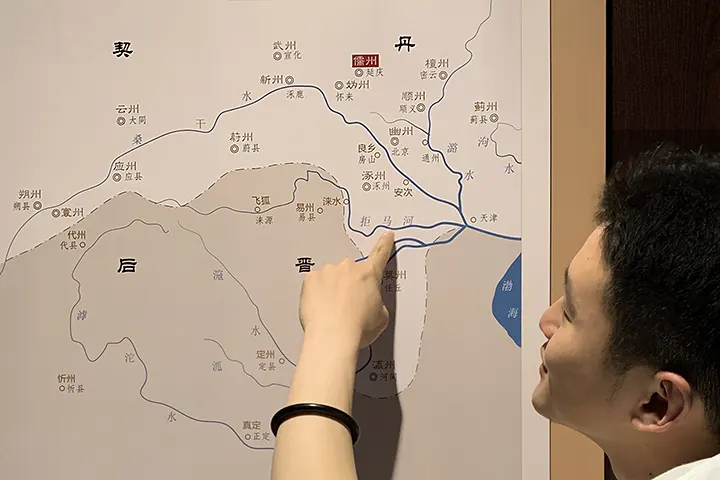 契
丹
武州
宣化
儒州
延庆
檀州
密云
新州
涿鹿
妫州
怀来
水
顺州
顺义
蓟州
蓟县
云州
大同
干
桑
幽州
北京
沟
水
蔚州
蔚县
良乡
房山
通州
潞
水
应州
应县
涿州
涿州
安次
朔州
朔县
寰州
飞狐
涞源
易州
易县
涞水
拒马河
天津
代州
代县
后
晋
滱
水
任丘
渤
海
滹
沱
水
定州
定县
瀛州
河间
忻州
忻县
真定
正定